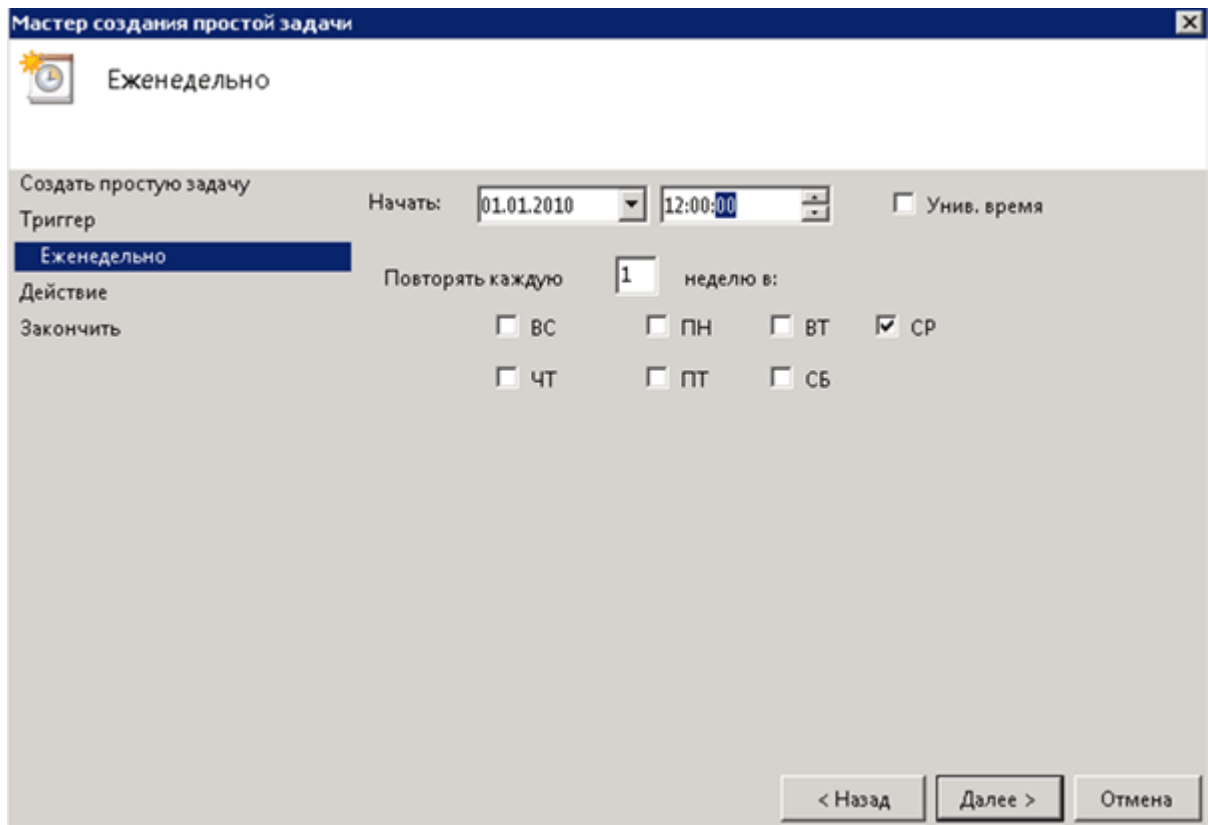 Мастер создания простой задачи
Еженедельно
Создать простую задачу
Триггер
Еженедельно
Действие
Закончить
Начать: 01.01.2010 12:00:00 Унив. время
Повторять каждую 1 неделю в:
ВС ПН ВТ СР
ЧТ ПТ СБ
< Назад Далее > Отмена